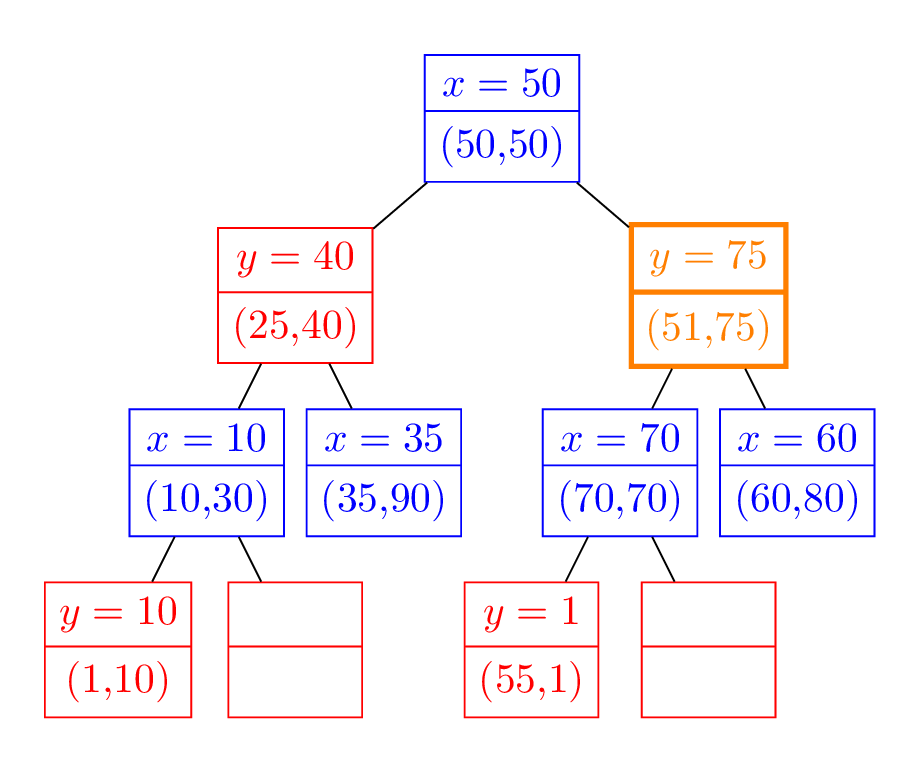 x = 50
(50,50)
y = 40
(25,40)
y = 75
(51,75)
x = 10
(10,30)
x = 35
(35,90)
x = 70
(70,70)
x = 60
(60,80)
y = 10
(1,10)
y = 1
(55,1)